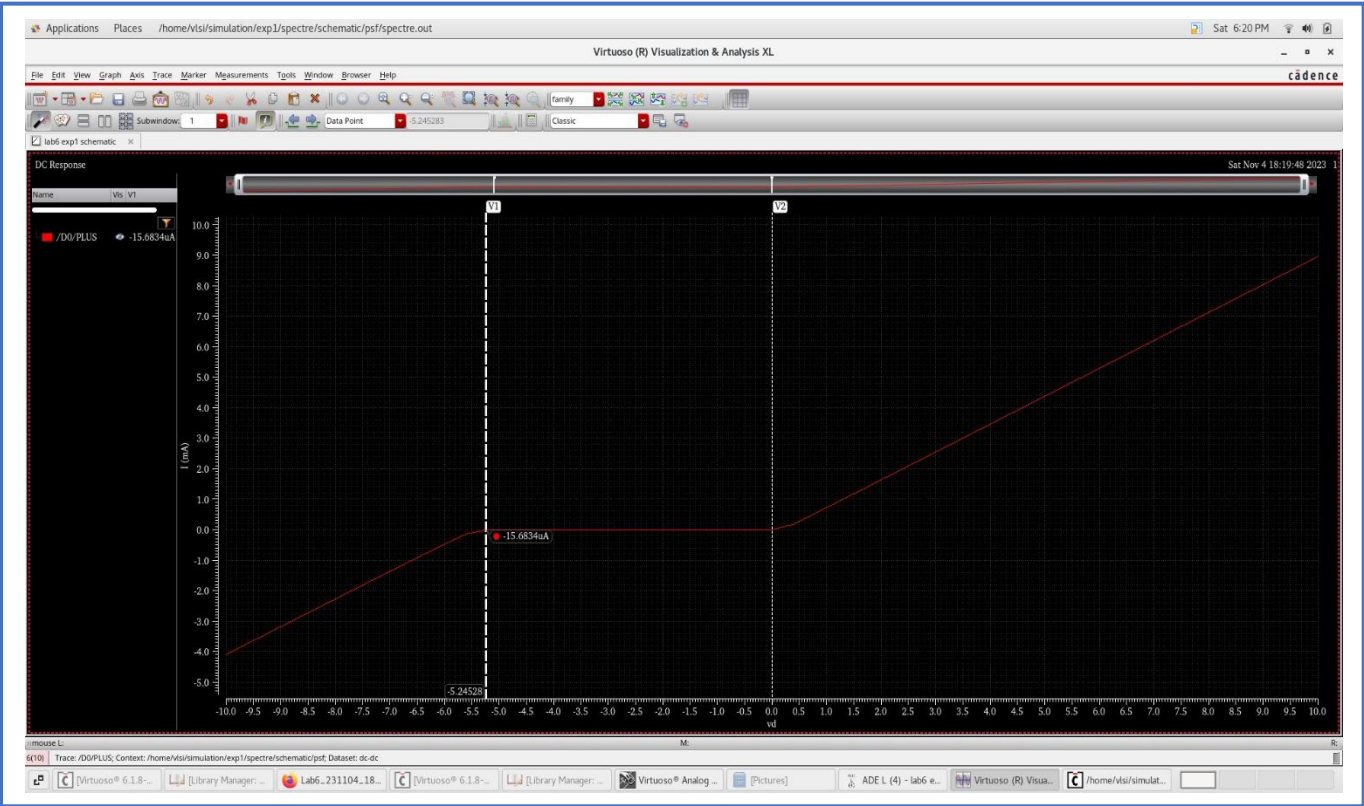 Applications Places /home/vlsi/simulation/exp1/spectre/schematic/psf/spectre.out Sat 6:20 PM
Virtuoso (R) Visualization & Analysis XL
File Edit View Graph Axis Trace Marker Measurements Tools Window Browser Help cādence
family
Subwindow: 1 Data Point -5.245283 Classic
lab6 exp1 schematic
DC Response Sat Nov 4 18:19:48 2023 1
Name Vis V1
V1 V2
/D0/PLUS -15.6834uA
10.0
9.0
8.0
7.0
6.0
5.0
4.0
3.0
I (mA)
2.0
1.0
0.0
-15.6834uA
-1.0
-2.0
-3.0
-4.0
-5.0
-5.24528
-10.0 -9.5 -9.0 -8.5 -8.0 -7.5 -7.0 -6.5 -6.0 -5.5 -5.0 -4.5 -4.0 -3.5 -3.0 -2.5 -2.0 -1.5 -1.0 -0.5 0.0 0.5 1.0 1.5 2.0 2.5 3.0 3.5 4.0 4.5 5.0 5.5 6.0 6.5 7.0 7.5 8.0 8.5 9.0 9.5 10.0
vd
mouse L: M: R:
6(10) Trace: /D0/PLUS; Context: /home/vlsi/simulation/exp1/spectre/schematic/psf; Dataset: dc-dc
[Virtuoso® 6.1.8-... [Library Manager: ... Lab6_231104_18... [Virtuoso® 6.1.8-... [Library Manager: ... Virtuoso® Analog ... [Pictures] ADE L (4) - lab6 e... Virtuoso (R) Visua... /home/vlsi/simulat...